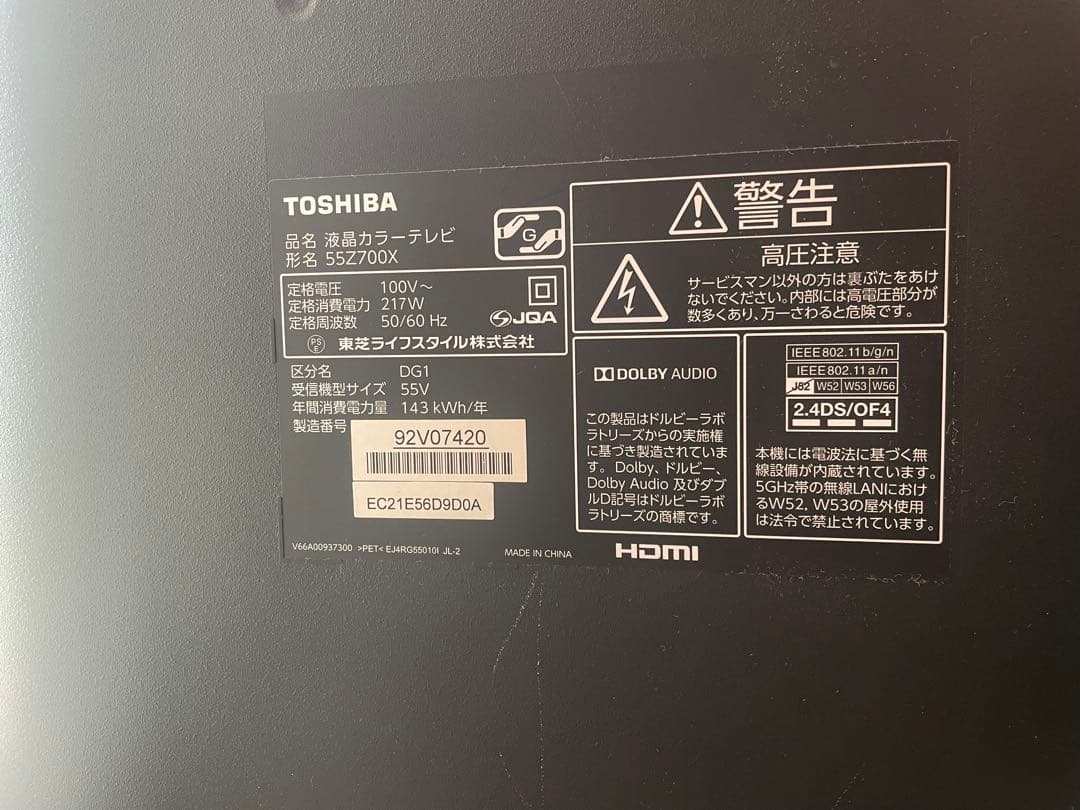 TOSHIBA
品名 液晶カラーテレビ
形名 55Z700X
G
定格電圧 100V～
定格消費電力 217W
定格周波数 50/60 Hz
JQA
PSE 東芝ライフスタイル株式会社
区分名 DG1
受信機型サイズ 55V
年間消費電力量 143 kWh/年
製造番号
92V07420
EC21E56D9D0A
V66A00937300 >PET< EJ4RG55010I JL-2
MADE IN CHINA
警告
高圧注意
サービスマン以外の方は裏ぶたをあけ
ないでください。内部には高電圧部分が
数多くあり、万一さわると危険です。
DOLBY AUDIO
この製品はドルビーラボ
ラトリーズからの実施権
に基づき製造されていま
す。Dolby、ドルビー、
Dolby Audio 及びダブ
ルD記号はドルビーラボ
ラトリーズの商標です。
HDMI
IEEE802.11b/g/n
IEEE802.11a/n
J52 W52 W53 W56
2.4DS/OF4
本機には電波法に基づく無
線設備が内蔵されています。
5GHz帯の無線LANにおけ
るW52, W53の屋外使用
は法令で禁止されています。